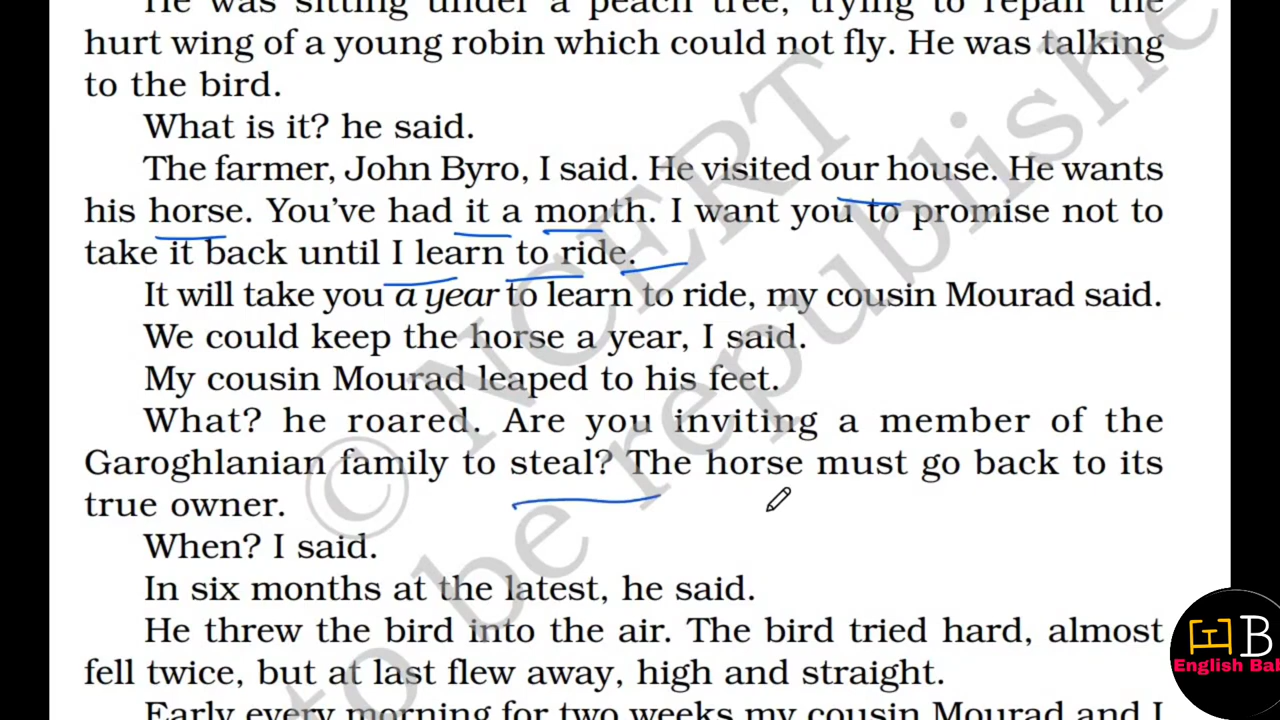 He was sitting under a peach tree, trying to repair the
hurt wing of a young robin which could not fly. He was talking
to the bird.
What is it? he said.
The farmer, John Byro, I said. He visited our house. He wants
his horse. You've had it a month. I want you to promise not to
take it back until I learn to ride.
It will take you a year to learn to ride, my cousin Mourad said.
We could keep the horse a year, I said.
My cousin Mourad leaped to his feet.
What? he roared. Are you inviting a member of the
Garoghlanian family to steal? The horse must go back to its
true owner.
When? I said.
In six months at the latest, he said.
He threw the bird into the air. The bird tried hard, almost
fell twice, but at last flew away, high and straight.
Early every morning for two weeks my cousin Mourad and I
© NCERT
to be republishe
B
English Bab